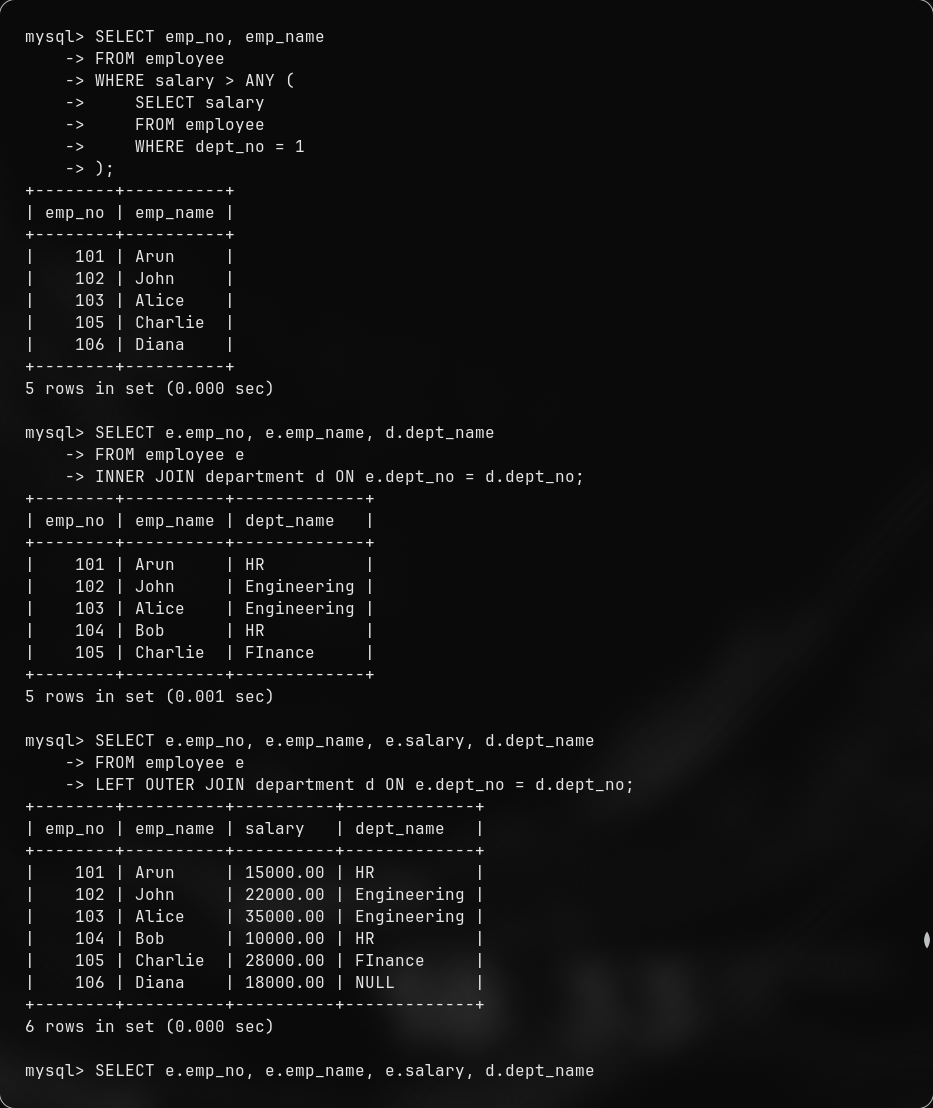 mysql> SELECT emp_no, emp_name
    -> FROM employee
    -> WHERE salary > ANY (
    ->     SELECT salary
    ->     FROM employee
    ->     WHERE dept_no = 1
    -> );
+--------+----------+
| emp_no | emp_name |
+--------+----------+
|    101 | Arun     |
|    102 | John     |
|    103 | Alice    |
|    105 | Charlie  |
|    106 | Diana    |
+--------+----------+
5 rows in set (0.000 sec)

mysql> SELECT e.emp_no, e.emp_name, d.dept_name
    -> FROM employee e
    -> INNER JOIN department d ON e.dept_no = d.dept_no;
+--------+----------+-------------+
| emp_no | emp_name | dept_name   |
+--------+----------+-------------+
|    101 | Arun     | HR          |
|    102 | John     | Engineering |
|    103 | Alice    | Engineering |
|    104 | Bob      | HR          |
|    105 | Charlie  | FInance     |
+--------+----------+-------------+
5 rows in set (0.001 sec)

mysql> SELECT e.emp_no, e.emp_name, e.salary, d.dept_name
    -> FROM employee e
    -> LEFT OUTER JOIN department d ON e.dept_no = d.dept_no;
+--------+----------+----------+-------------+
| emp_no | emp_name | salary   | dept_name   |
+--------+----------+----------+-------------+
|    101 | Arun     | 15000.00 | HR          |
|    102 | John     | 22000.00 | Engineering |
|    103 | Alice    | 35000.00 | Engineering |
|    104 | Bob      | 10000.00 | HR          |
|    105 | Charlie  | 28000.00 | FInance     |
|    106 | Diana    | 18000.00 | NULL        |
+--------+----------+----------+-------------+
6 rows in set (0.000 sec)

mysql> SELECT e.emp_no, e.emp_name, e.salary, d.dept_name